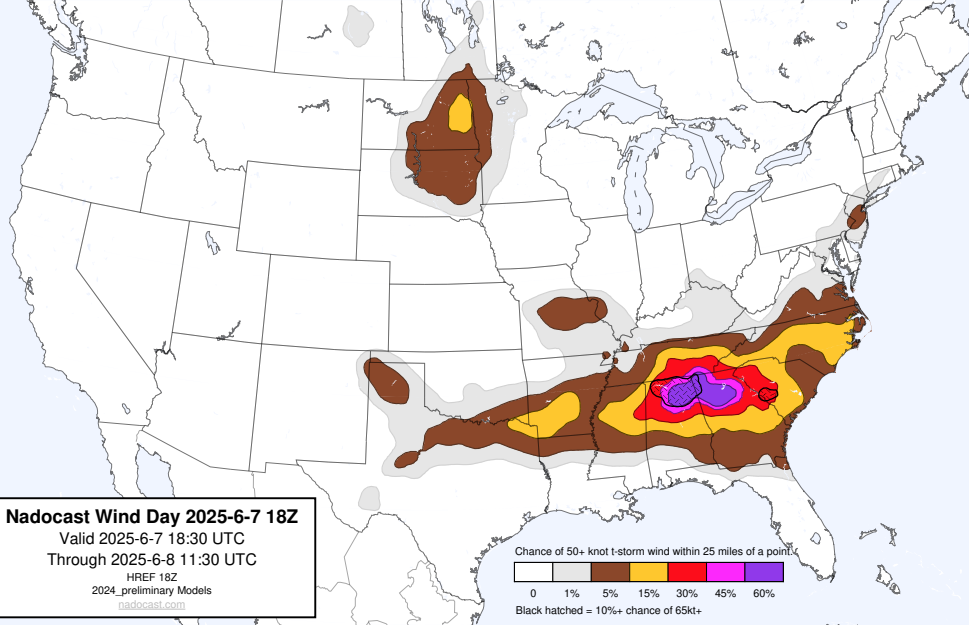 Nadocast Wind Day 2025-6-7 18Z
Valid 2025-6-7 18:30 UTC
Through 2025-6-8 11:30 UTC
HREF 18Z
2024_preliminary Models
nadocast.com
Chance of 50+ knot t-storm wind within 25 miles of a point.
0 1% 5% 15% 30% 45% 60%
Black hatched = 10%+ chance of 65kt+